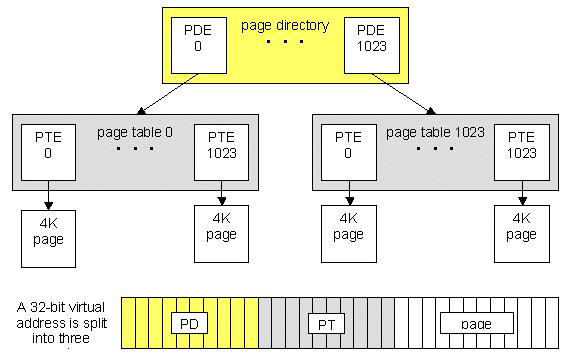 page directory
PDE
0
. . .
PDE
1023
page table 0
PTE
0
. . .
PTE
1023
page table 1023
PTE
0
. . .
PTE
1023
4K
page
4K
page
4K
page
4K
page
A 32-bit virtual
address is split
into three
PD
PT
page